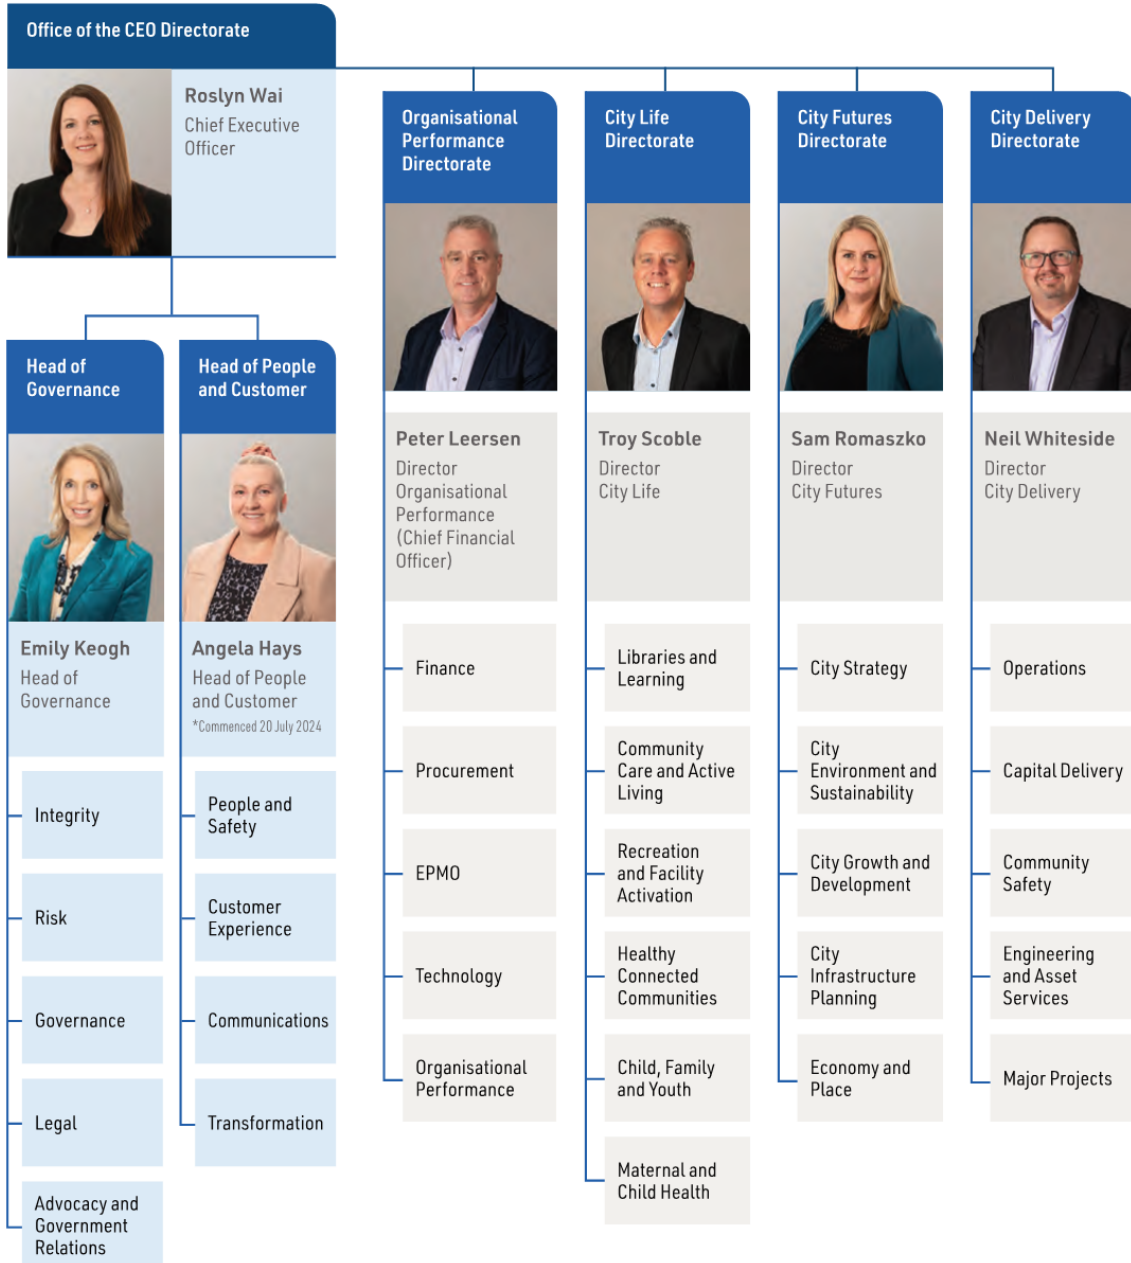 Office of the CEO Directorate
Roslyn Wai
Chief Executive
Officer
Head of
Governance
Emily Keogh
Head of
Governance
Integrity
Risk
Governance
Legal
Advocacy and
Government
Relations
Head of People
and Customer
Angela Hays
Head of People
and Customer
*Commenced 20 July 2024
People and
Safety
Customer
Experience
Communications
Transformation
Organisational
Performance
Directorate
Peter Leersen
Director
Organisational
Performance
(Chief Financial
Officer)
Finance
Procurement
EPMO
Technology
Organisational
Performance
City Life
Directorate
Troy Scoble
Director
City Life
Libraries and
Learning
Community
Care and Active
Living
Recreation
and Facility
Activation
Healthy
Connected
Communities
Child, Family
and Youth
Maternal and
Child Health
City Futures
Directorate
Sam Romaszko
Director
City Futures
City Strategy
City
Environment and
Sustainability
City Growth and
Development
City
Infrastructure
Planning
Economy and
Place
City Delivery
Directorate
Neil Whiteside
Director
City Delivery
Operations
Capital Delivery
Community
Safety
Engineering
and Asset
Services
Major Projects